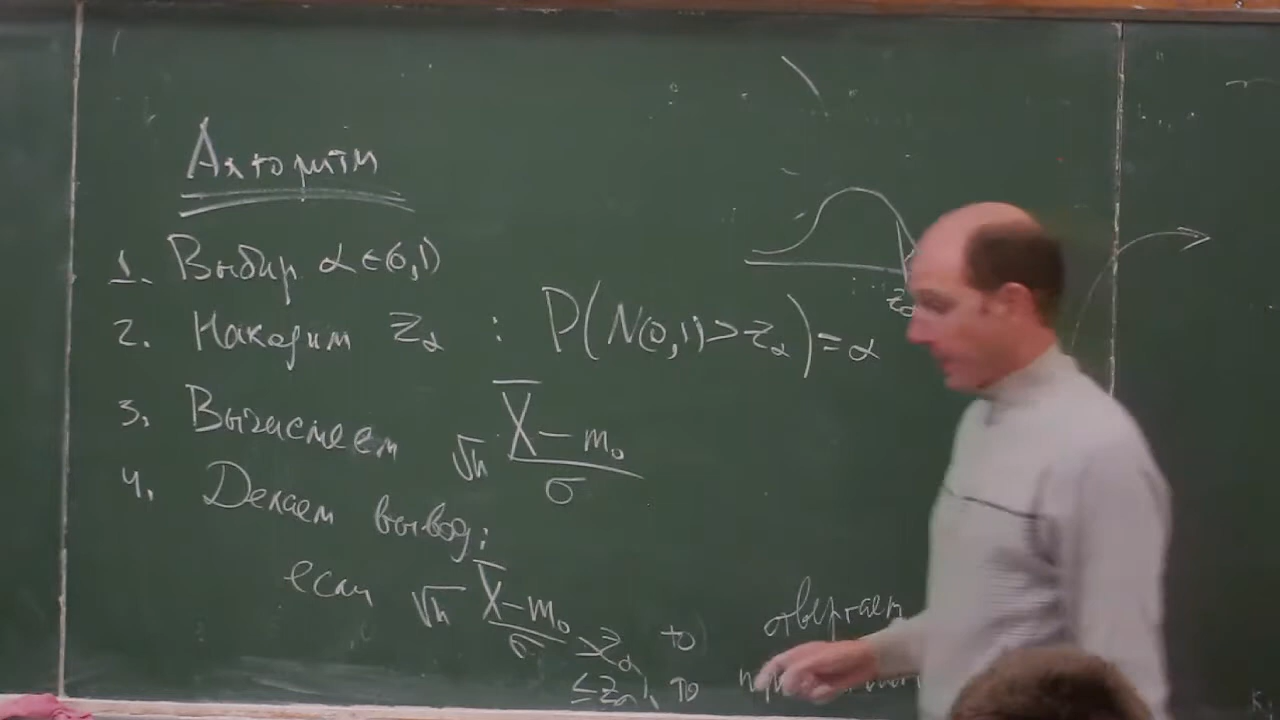 Алгоритм
1. Выбир α ∈ (0,1)
2. Находим z_α : P(N(0,1) > z_α) = α
z_α
3. Вычисляем √n (X̄ − m₀)/σ
4. Делаем вывод:
если √n (X̄ − m₀)/σ > z_α, то отвергаем
≤ z_α, то